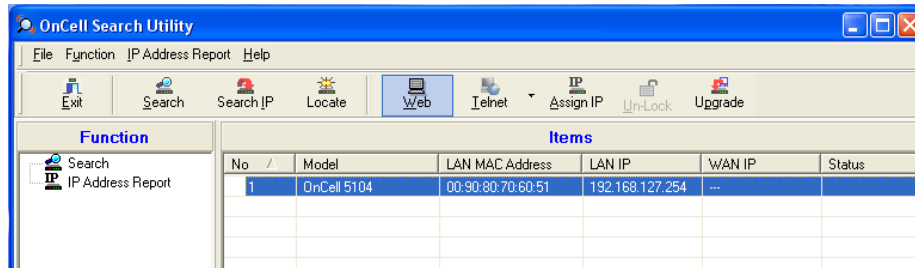 OnCell Search Utility
File Function IP Address Report Help
Exit Search Search IP Locate Web Telnet Assign IP Un-Lock Upgrade
Function Items
Search
IP Address Report
No Model LAN MAC Address LAN IP WAN IP Status
1 OnCell 5104 00:90:80:70:60:51 192.168.127.254 ---